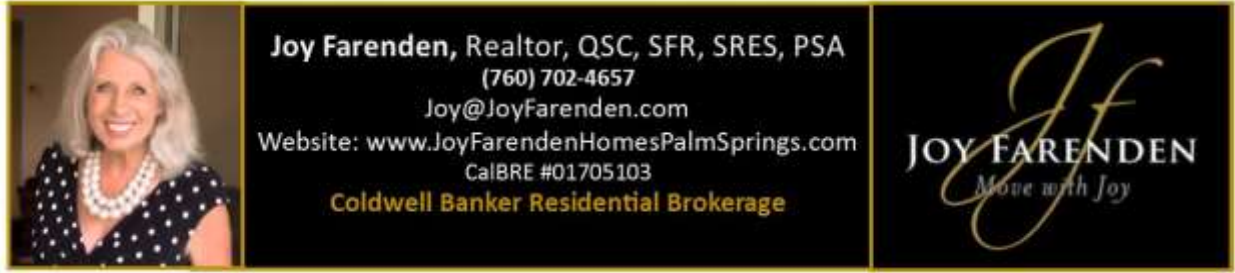 Joy Farenden, Realtor, QSC, SFR, SRES, PSA
(760) 702-4657
Joy@JoyFarenden.com
Website: www.JoyFarendenHomesPalmSprings.com
CalBRE #01705103
Coldwell Banker Residential Brokerage
Jf
JOY FARENDEN
Move with Joy